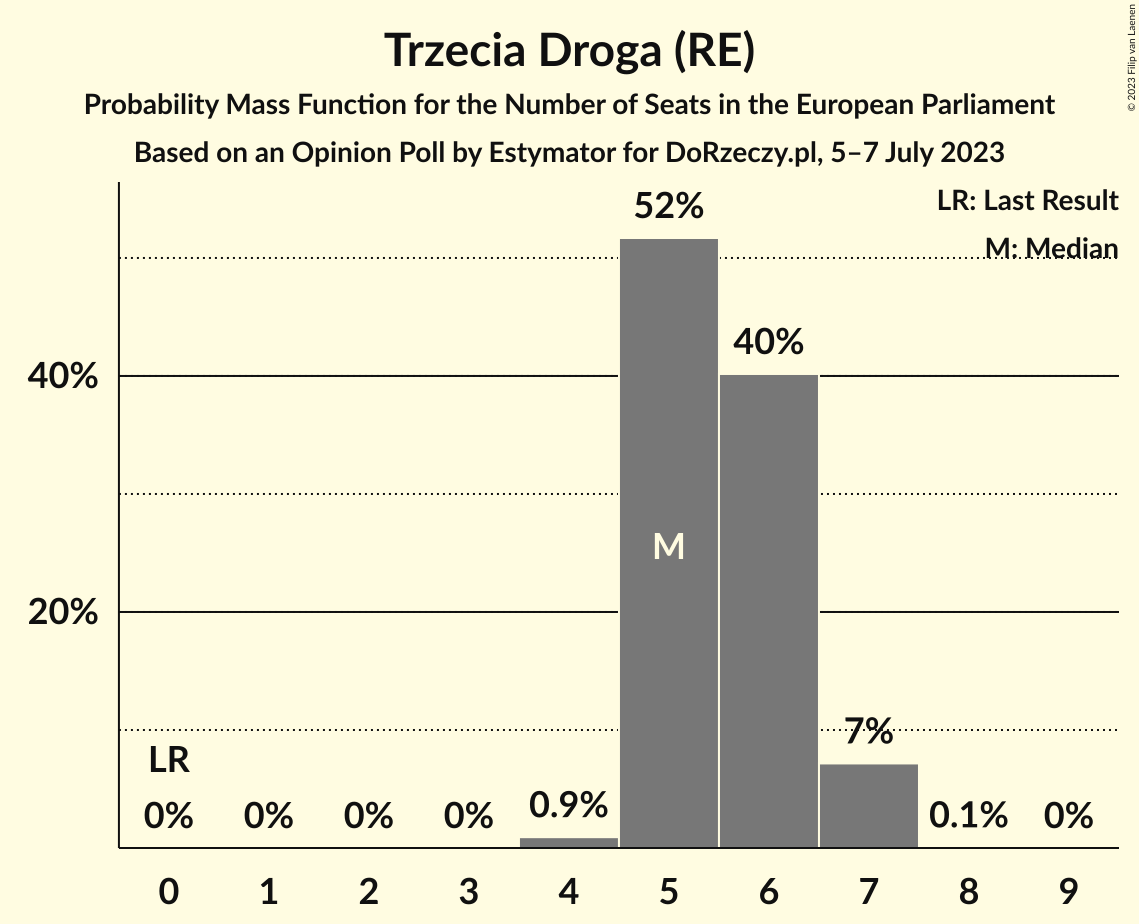 Trzecia Droga (RE)
Probability Mass Function for the Number of Seats in the European Parliament
Based on an Opinion Poll by Estymator for DoRzeczy.pl, 5–7 July 2023
© 2023 Filip van Laenen
LR: Last Result
M: Median
52%
40%
40%
M
20%
7%
LR
0% 0% 0% 0% 0.9% 0.1% 0%
0 1 2 3 4 5 6 7 8 9